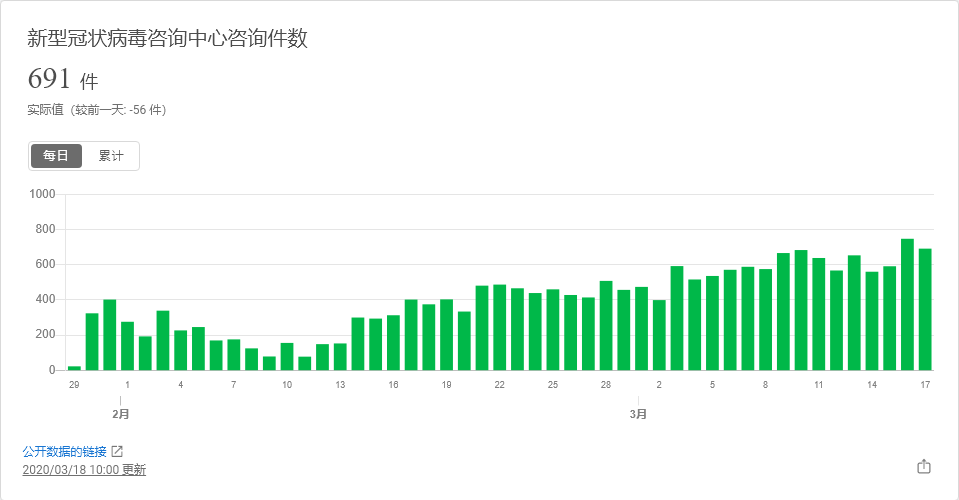 新型冠状病毒咨询中心咨询件数
691 件
实际值（较前一天: -56 件）
每日 累计
1000
800
600
400
200
0
29 1 4 7 10 13 16 19 22 25 28 2 5 8 11 14 17
2月 3月
公开数据的链接
2020/03/18 10:00 更新